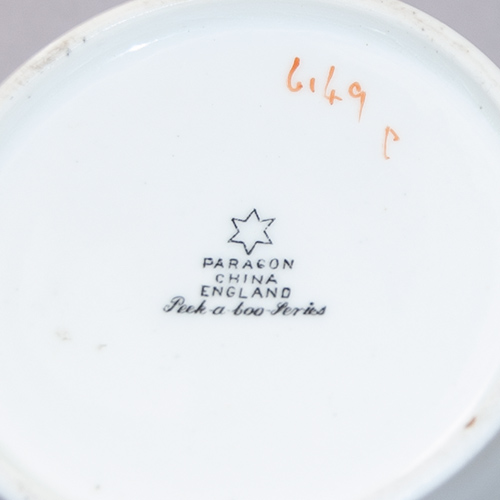 6149
C
PARAGON
CHINA
ENGLAND
Peek-a-boo-Series